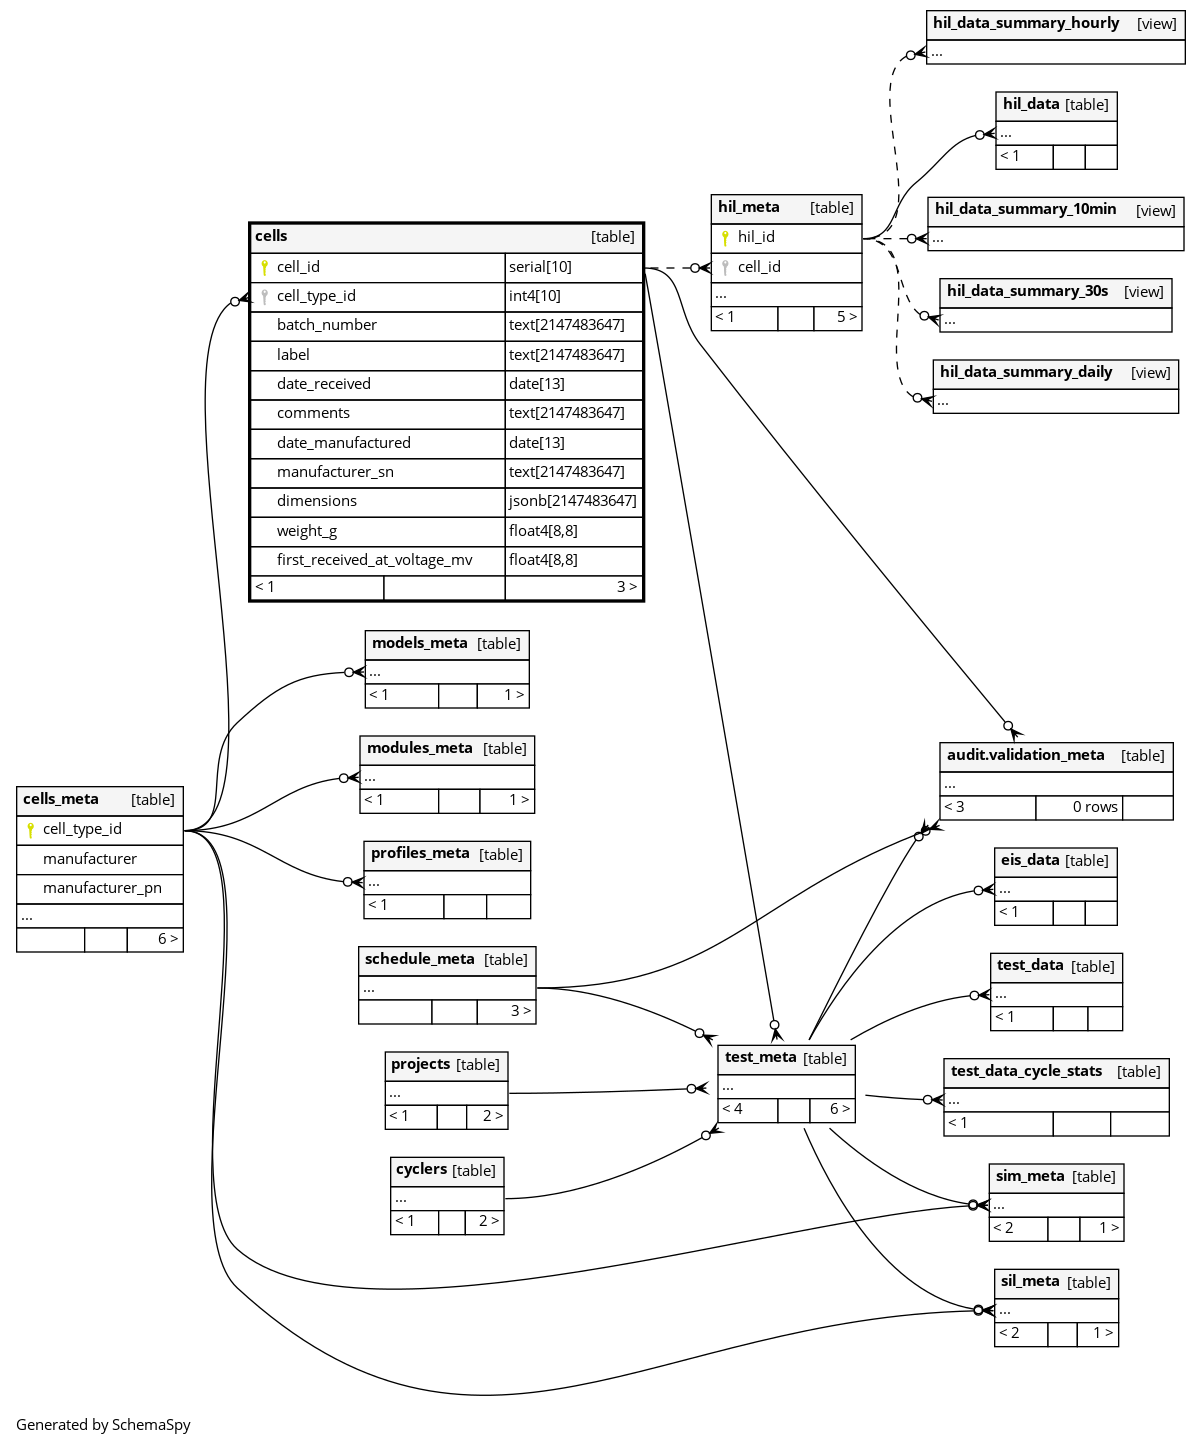 hil_data_summary_hourly [view]
...
hil_data [table]
...
< 1
hil_meta [table]
hil_id
cell_id
...
< 1 5 >
hil_data_summary_10min [view]
...
hil_data_summary_30s [view]
...
hil_data_summary_daily [view]
...
cells [table]
cell_id serial[10]
cell_type_id int4[10]
batch_number text[2147483647]
label text[2147483647]
date_received date[13]
comments text[2147483647]
date_manufactured date[13]
manufacturer_sn text[2147483647]
dimensions jsonb[2147483647]
weight_g float4[8,8]
first_received_at_voltage_mv float4[8,8]
< 1 3 >
models_meta [table]
...
< 1 1 >
modules_meta [table]
...
< 1 1 >
cells_meta [table]
cell_type_id
manufacturer
manufacturer_pn
...
6 >
profiles_meta [table]
...
< 1
schedule_meta [table]
...
3 >
projects [table]
...
< 1 2 >
cyclers [table]
...
< 1 2 >
audit.validation_meta [table]
...
< 3 0 rows
eis_data [table]
...
< 1
test_data [table]
...
< 1
test_meta [table]
...
< 4 6 >
test_data_cycle_stats [table]
...
< 1
sim_meta [table]
...
< 2 1 >
sil_meta [table]
...
< 2 1 >
Generated by SchemaSpy